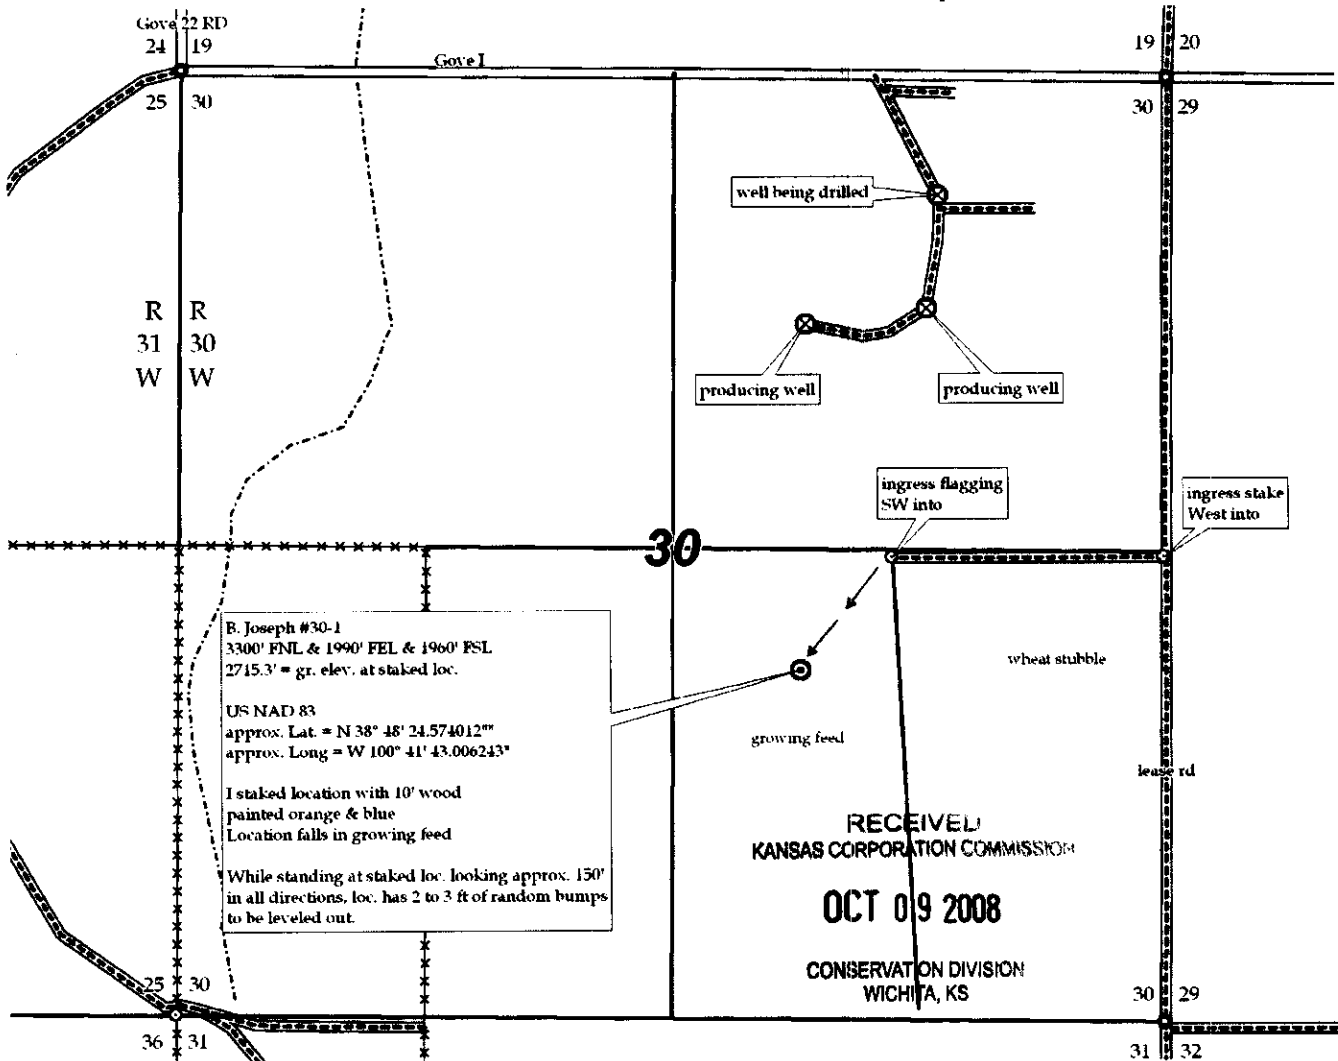 Gove 22 RD
24 19
19 20
Gove I
25 30
30 29
well being drilled
R R
31 30
W W
producing well
producing well
ingress flagging
SW into
ingress stake
West into
30
B. Joseph #30-1
3300' FNL & 1990' FEL & 1960' FSL
2715.3' = gr. elev. at staked loc.
US NAD 83
approx. Lat. = N 38° 48' 24.574012""
approx. Long = W 100° 41' 43.006243"
I staked location with 10' wood
painted orange & blue
Location falls in growing feed
While standing at staked loc. looking approx. 150'
in all directions, loc. has 2 to 3 ft of random bumps
to be leveled out.
wheat stubble
growing feed
lease rd
RECEIVED
KANSAS CORPORATION COMMISSION
OCT 09 2008
CONSERVATION DIVISION
WICHITA, KS
25 30
30 29
36 31
31 32